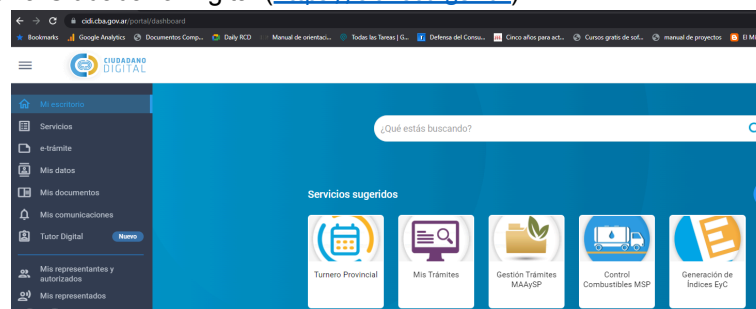 cidi.cba.gov.ar/portal/dashboard
Bookmarks Google Analytics Documentos Comp... Daily RCD Manual de orientaci... Todas las Tareas | G... Defensa del Consu... Cinco años para act... Cursos gratis de sof... manual de proyectos El Mi
CIUDADANO
DIGITAL
Mi escritorio
Servicios
e-trámite
Mis datos
Mis documentos
Mis comunicaciones
Tutor Digital Nuevo
Mis representantes y
autorizados
Mis representados
¿Qué estás buscando?
Servicios sugeridos
Turnero Provincial
Mis Trámites
Gestión Trámites
MAAySP
Control
Combustibles MSP
Generación de
Índices EyC